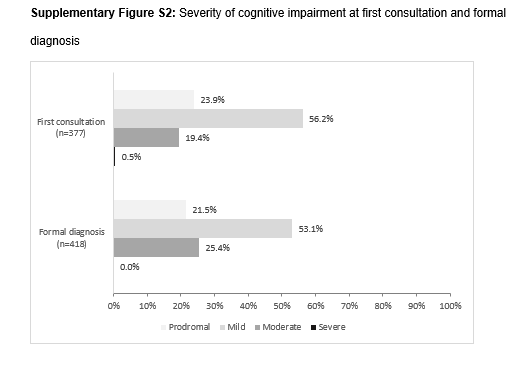 Supplementary Figure S2: Severity of cognitive impairment at first consultation and formal
diagnosis
First consultation
(n=377)
23.9%
56.2%
19.4%
0.5%
Formal diagnosis
(n=418)
21.5%
53.1%
25.4%
0.0%
0% 10% 20% 30% 40% 50% 60% 70% 80% 90% 100%
Prodromal Mild Moderate Severe